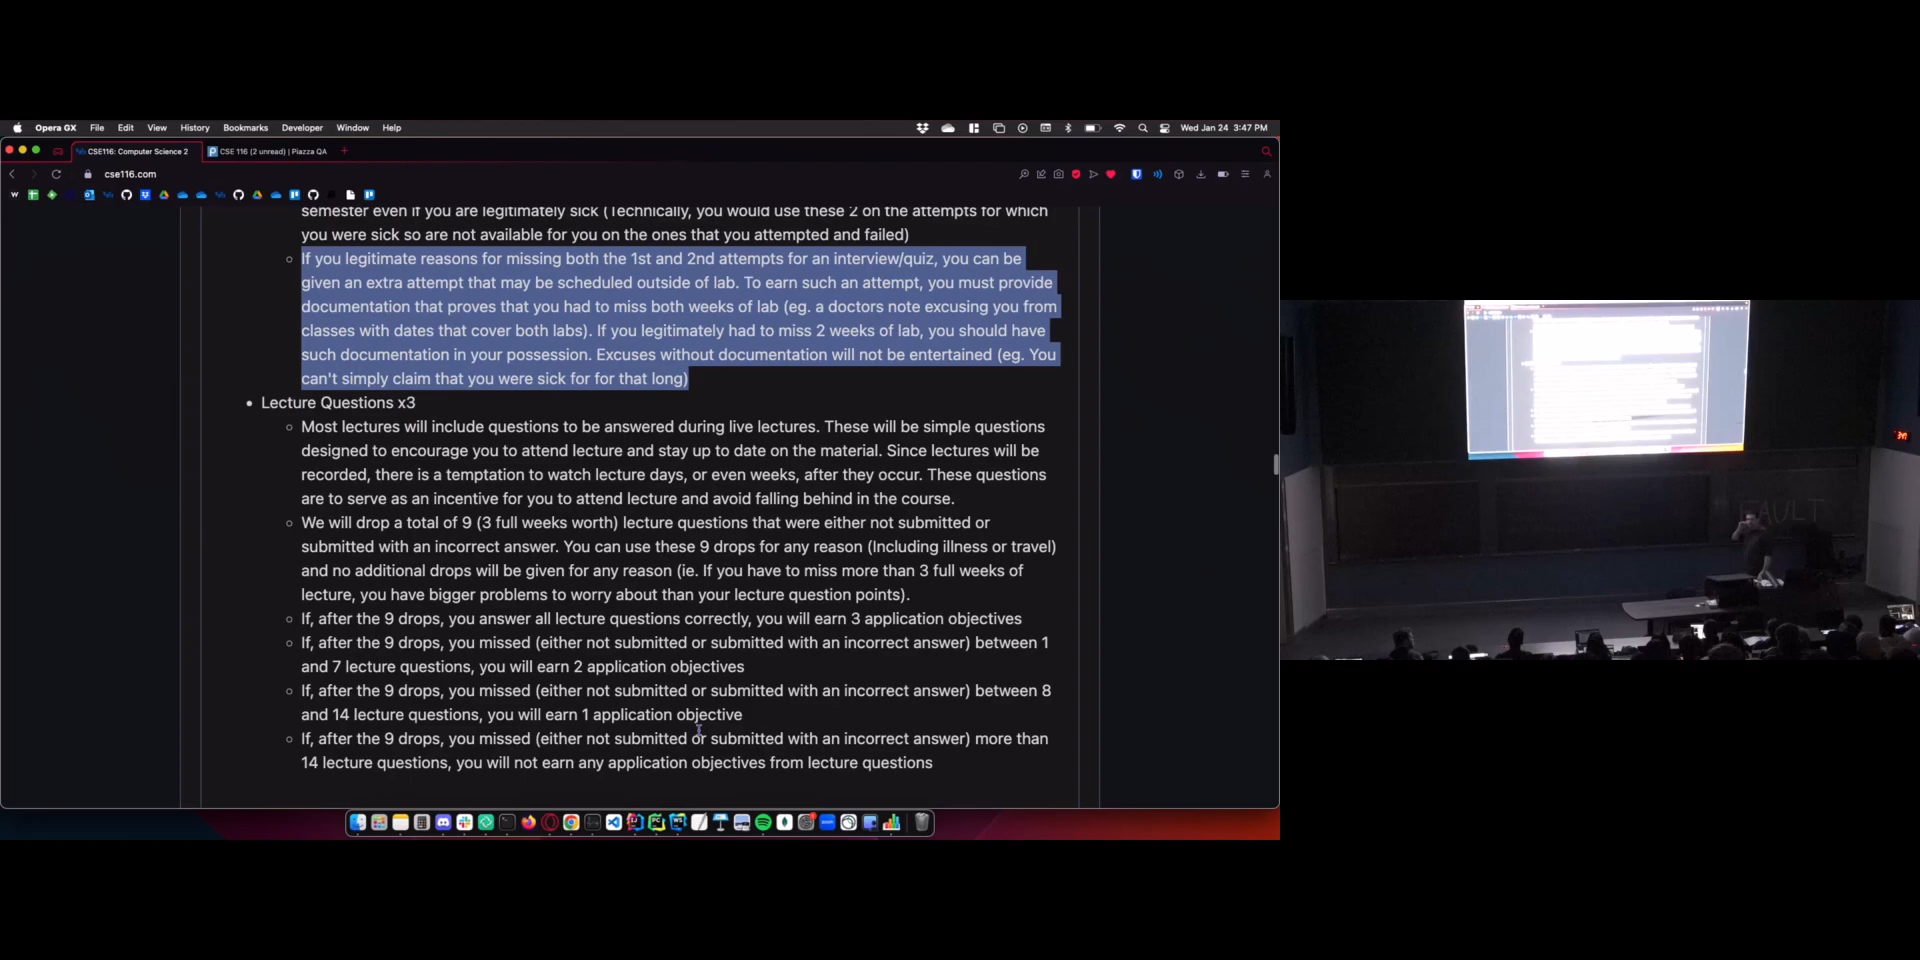 Opera GX File Edit View History Bookmarks Developer Window Help Wed Jan 24 3:47 PM
CSE116: Computer Science 2 CSE 116 (2 unread) | Piazza QA
cse116.com
semester even if you are legitimately sick (Technically, you would use these 2 on the attempts for which
you were sick so are not available for you on the ones that you attempted and failed)
If you legitimate reasons for missing both the 1st and 2nd attempts for an interview/quiz, you can be
given an extra attempt that may be scheduled outside of lab. To earn such an attempt, you must provide
documentation that proves that you had to miss both weeks of lab (eg. a doctors note excusing you from
classes with dates that cover both labs). If you legitimately had to miss 2 weeks of lab, you should have
such documentation in your possession. Excuses without documentation will not be entertained (eg. You
can't simply claim that you were sick for for that long)
Lecture Questions x3
Most lectures will include questions to be answered during live lectures. These will be simple questions
designed to encourage you to attend lecture and stay up to date on the material. Since lectures will be
recorded, there is a temptation to watch lecture days, or even weeks, after they occur. These questions
are to serve as an incentive for you to attend lecture and avoid falling behind in the course.
We will drop a total of 9 (3 full weeks worth) lecture questions that were either not submitted or
submitted with an incorrect answer. You can use these 9 drops for any reason (Including illness or travel)
and no additional drops will be given for any reason (ie. If you have to miss more than 3 full weeks of
lecture, you have bigger problems to worry about than your lecture question points).
If, after the 9 drops, you answer all lecture questions correctly, you will earn 3 application objectives
If, after the 9 drops, you missed (either not submitted or submitted with an incorrect answer) between 1
and 7 lecture questions, you will earn 2 application objectives
If, after the 9 drops, you missed (either not submitted or submitted with an incorrect answer) between 8
and 14 lecture questions, you will earn 1 application objective
If, after the 9 drops, you missed (either not submitted or submitted with an incorrect answer) more than
14 lecture questions, you will not earn any application objectives from lecture questions